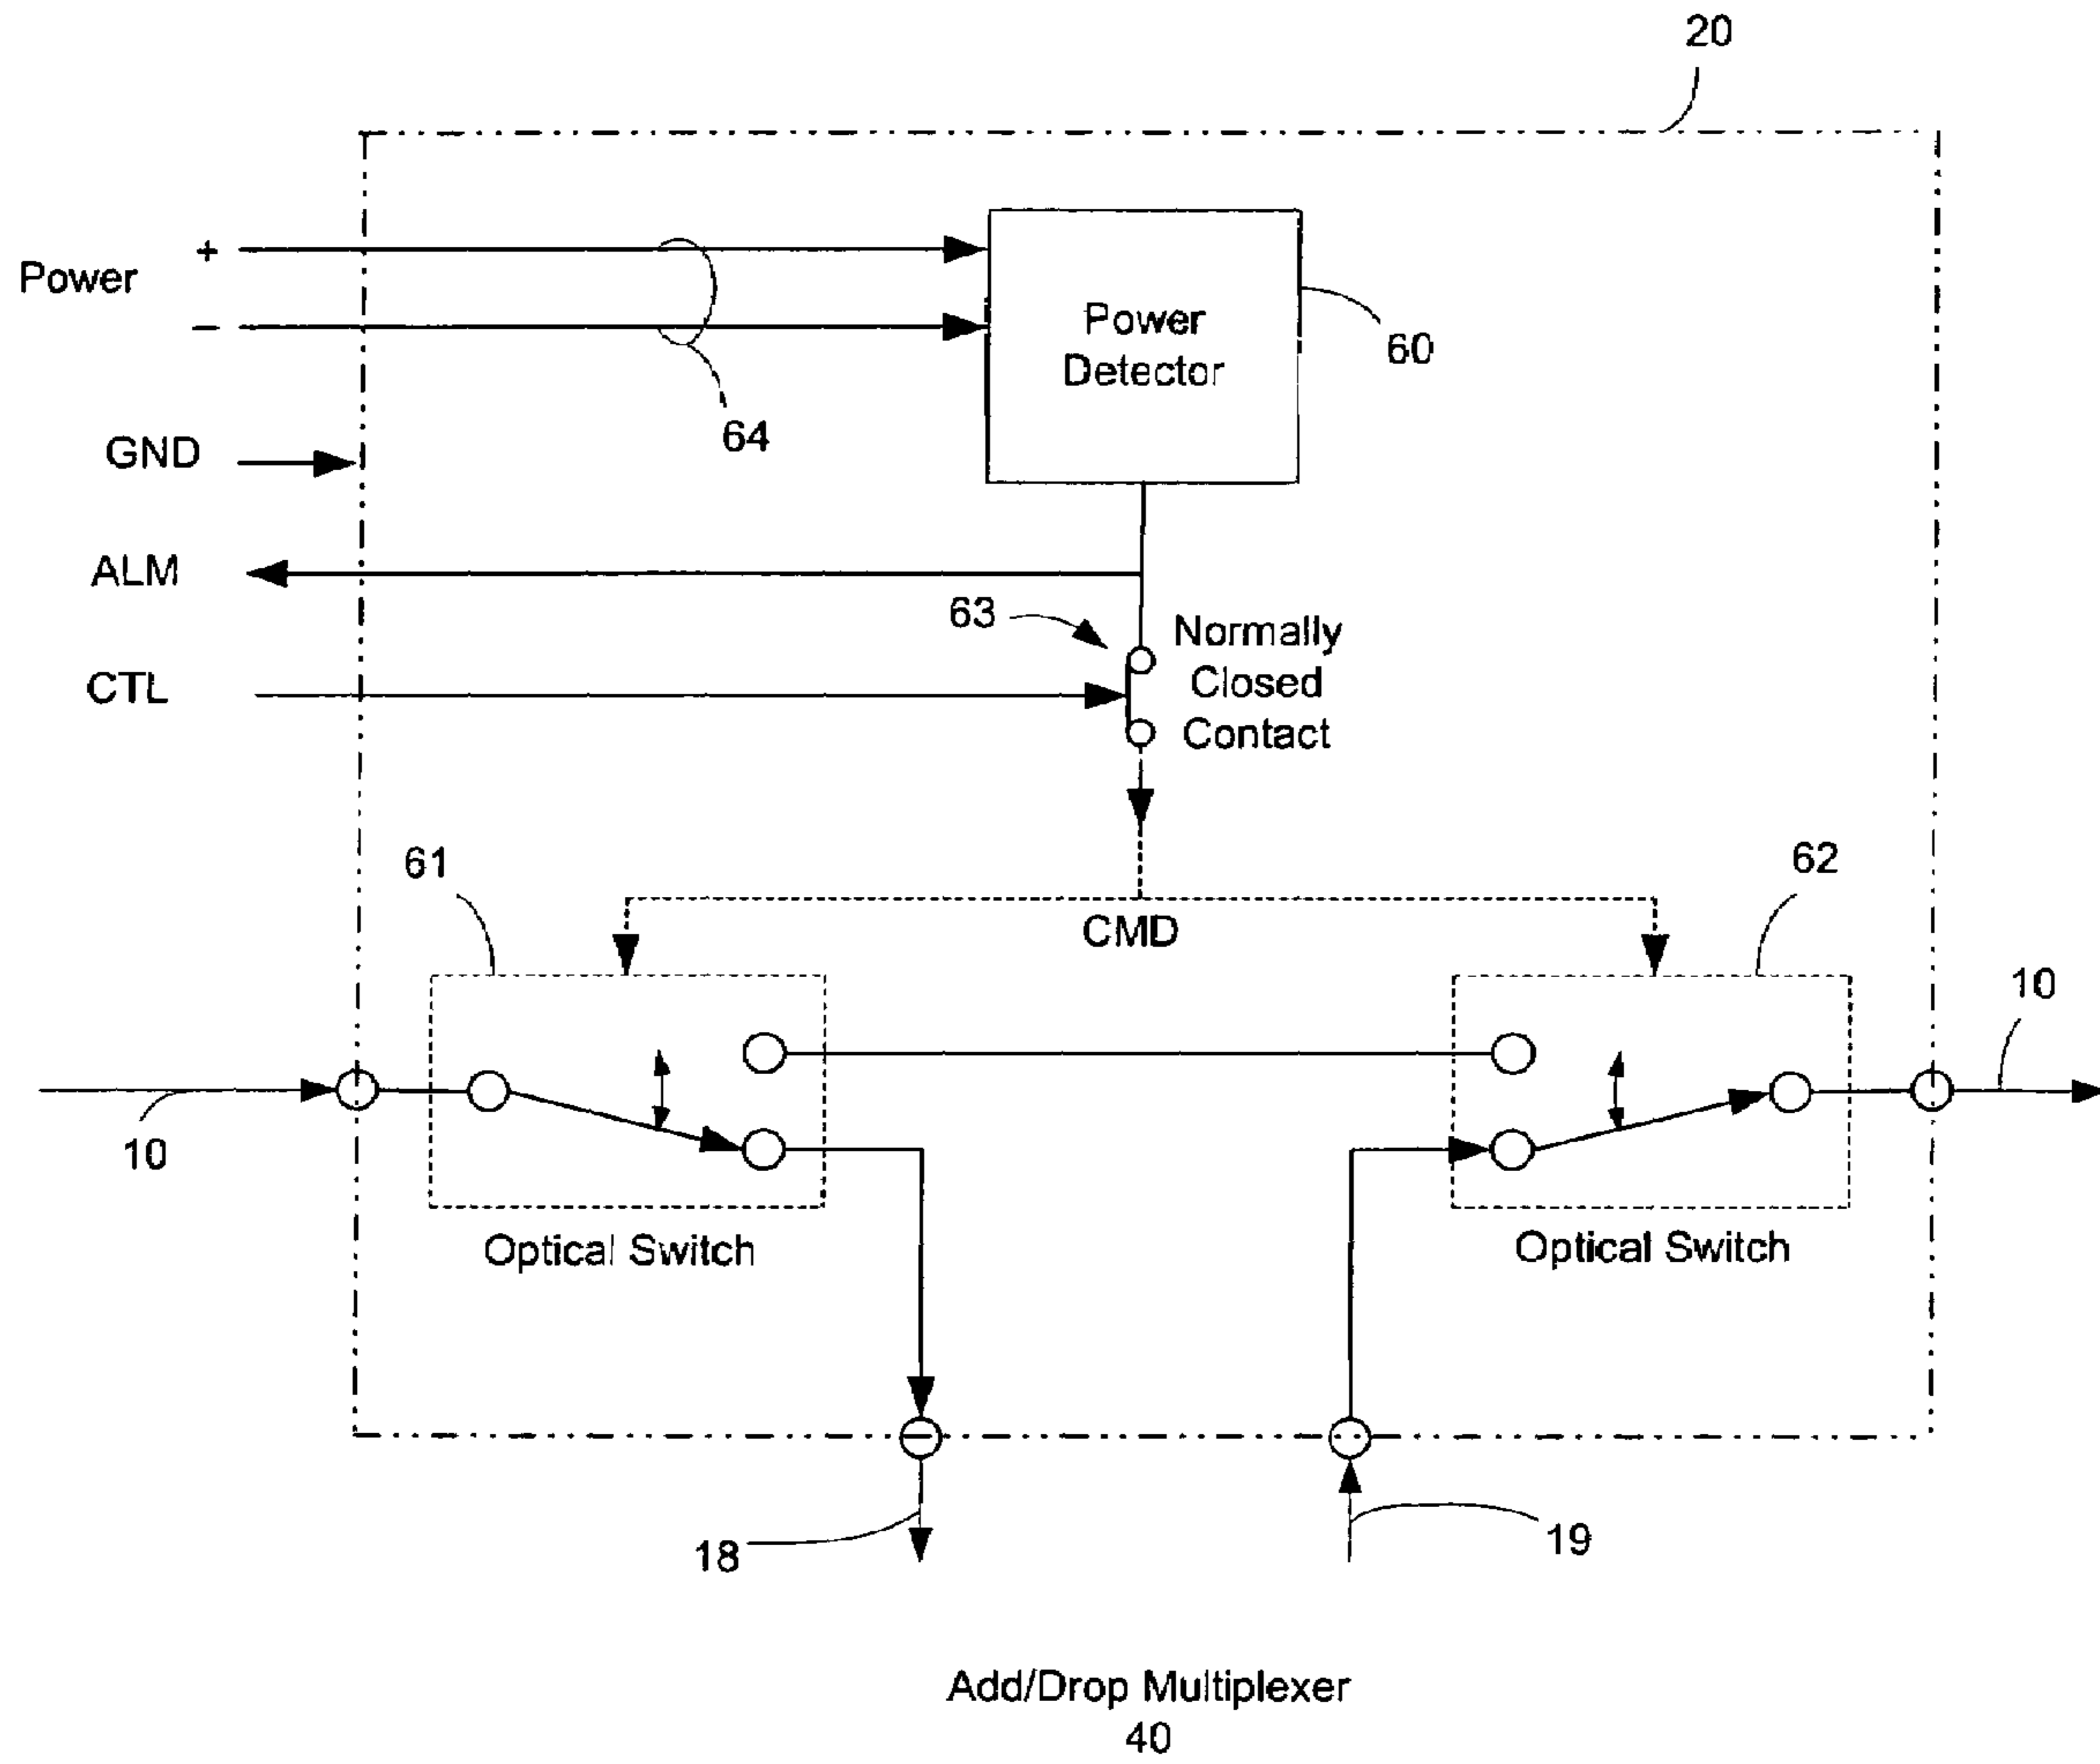 20
+
Power
−
Power
Detector
60
64
GND
ALM
63
Normally
Closed
Contact
CTL
61
62
CMD
10
10
Optical Switch
Optical Switch
18
19
Add/Drop Multiplexer
40